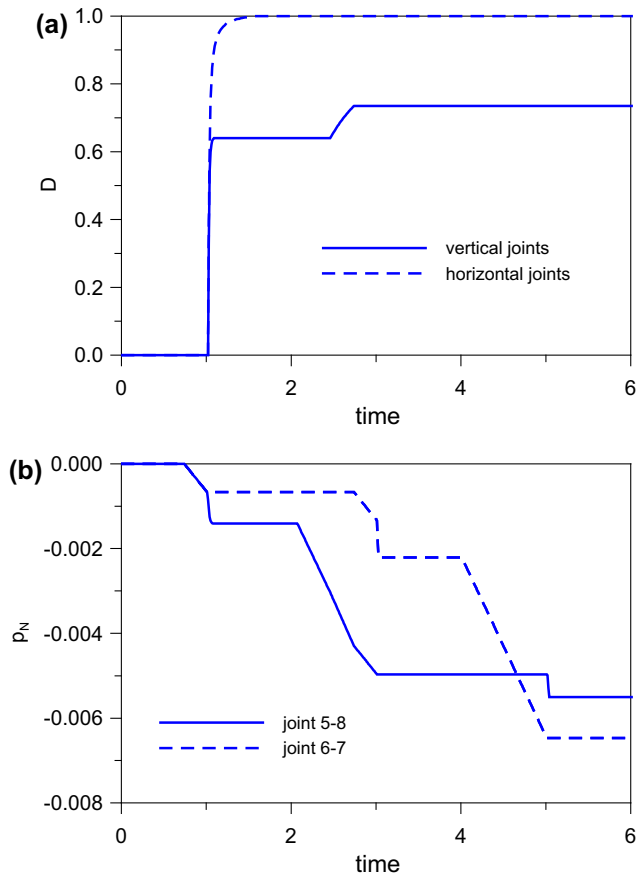 (a)
1.0
0.8
0.6
0.4
0.2
0.0
D
vertical joints
horizontal joints
0 2 4 6
time
(b)
0.000
-0.002
-0.004
-0.006
-0.008
pN
joint 5-8
joint 6-7
0 2 4 6
time